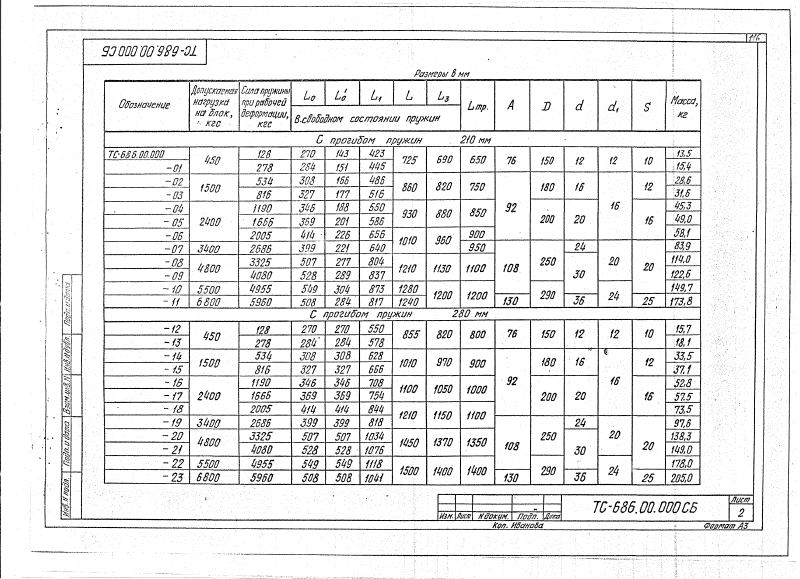 116
ТС-686.00.000 СБ
Размеры в мм
Обозначение Допускаемая нагрузка на блок, кгс Сила пружины при рабочей деформации, кгс L₀ L₀' L₁ L L₃ Lпр. A D d d₁ S Масса, кг
В свободном состоянии пружин
С прогибом пружин 210 мм
ТС-686.00.000 450 128 270 143 423 725 690 650 76 150 12 12 10 13,5
-01 278 284 151 445 15,4
-02 1500 534 308 166 486 860 820 750 92 180 16 16 12 28,6
-03 816 327 177 516 31,6
-04 2400 1190 346 188 550 930 880 850 200 20 16 45,3
-05 1666 369 201 586 49,0
-06 2005 414 226 656 1010 960 900 58,1
-07 3400 2686 399 221 640 950 108 250 24 20 20 83,9
-08 4800 3325 507 277 804 1210 1130 1100 30 114,0
-09 4080 528 289 837 122,6
-10 5500 4955 549 304 873 1280 1200 1200 290 36 24 149,7
-11 6800 5960 508 284 817 1240 130 25 173,8
С прогибом пружин 280 мм
-12 450 128 270 270 550 855 820 800 76 150 12 12 10 15,7
-13 278 284 284 578 18,1
-14 1500 534 308 308 628 1010 970 900 92 180 16 16 12 33,5
-15 816 327 327 666 37,1
-16 2400 1190 346 346 708 1100 1050 1000 200 20 16 52,8
-17 1666 369 369 754 57,5
-18 2005 414 414 844 1210 1150 1100 73,5
-19 3400 2686 399 399 818 108 250 24 20 20 97,6
-20 4800 3325 507 507 1034 1450 1370 1350 30 138,3
-21 4080 528 528 1076 149,0
-22 5500 4955 549 549 1118 1500 1400 1400 290 36 24 178,0
-23 6800 5960 508 508 1041 130 25 205,0
Инв. № подл. Подп. и дата Взам. инв. № Инв. № дубл. Подп. и дата
Изм. Лист № докум. Подп. Дата
ТС-686.00.000 СБ
Лист
2
Коп. Иванова
Формат А3